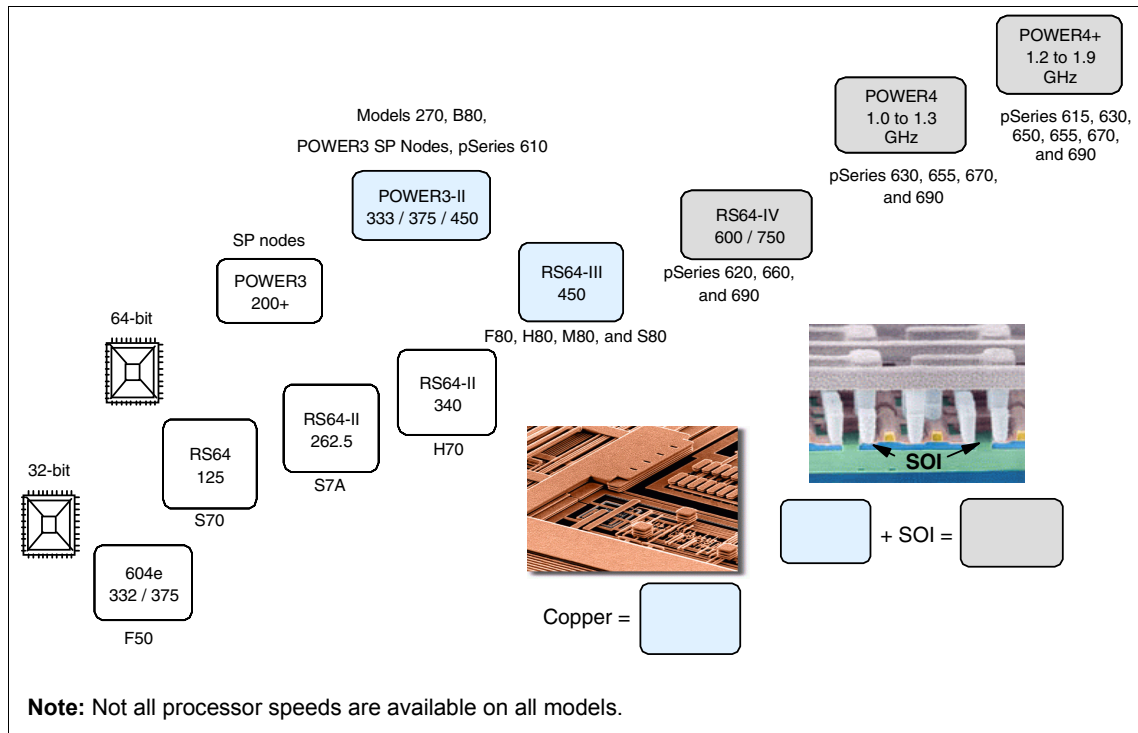 POWER4+
1.2 to 1.9
GHz
pSeries 615, 630,
650, 655, 670,
and 690
POWER4
1.0 to 1.3
GHz
pSeries 630, 655, 670,
and 690
Models 270, B80,
POWER3 SP Nodes, pSeries 610
POWER3-II
333 / 375 / 450
RS64-IV
600 / 750
pSeries 620, 660,
and 690
SP nodes
POWER3
200+
RS64-III
450
F80, H80, M80, and S80
64-bit
RS64-II
340
H70
RS64-II
262.5
S7A
RS64
125
S70
32-bit
604e
332 / 375
F50
SOI
+ SOI =
Copper =
Note: Not all processor speeds are available on all models.